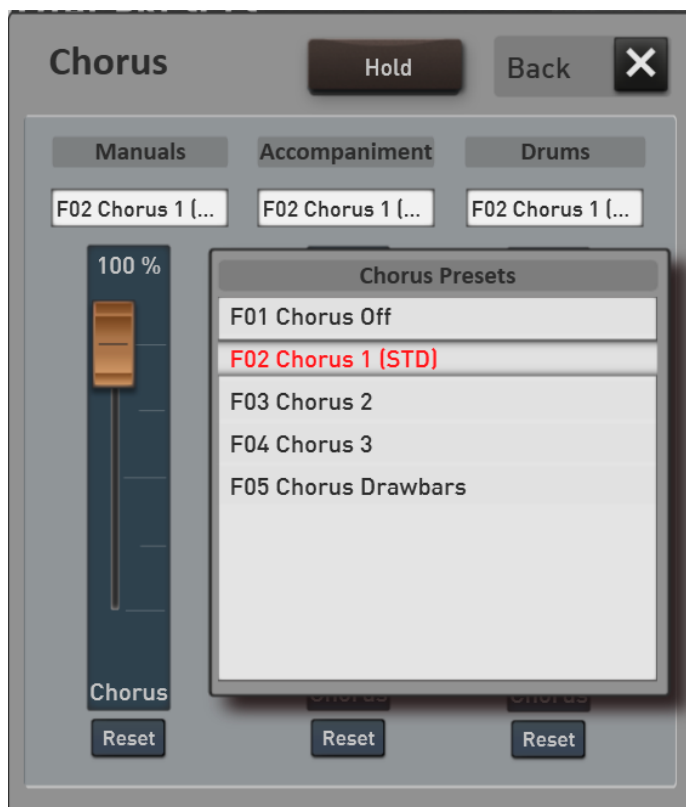 Chorus
Hold
Back
Manuals
Accompaniment
Drums
F02 Chorus 1 (...
F02 Chorus 1 (...
F02 Chorus 1 (...
100 %
Chorus Presets
F01 Chorus Off
F02 Chorus 1 (STD)
F03 Chorus 2
F04 Chorus 3
F05 Chorus Drawbars
Chorus
Chorus
Chorus
Reset
Reset
Reset